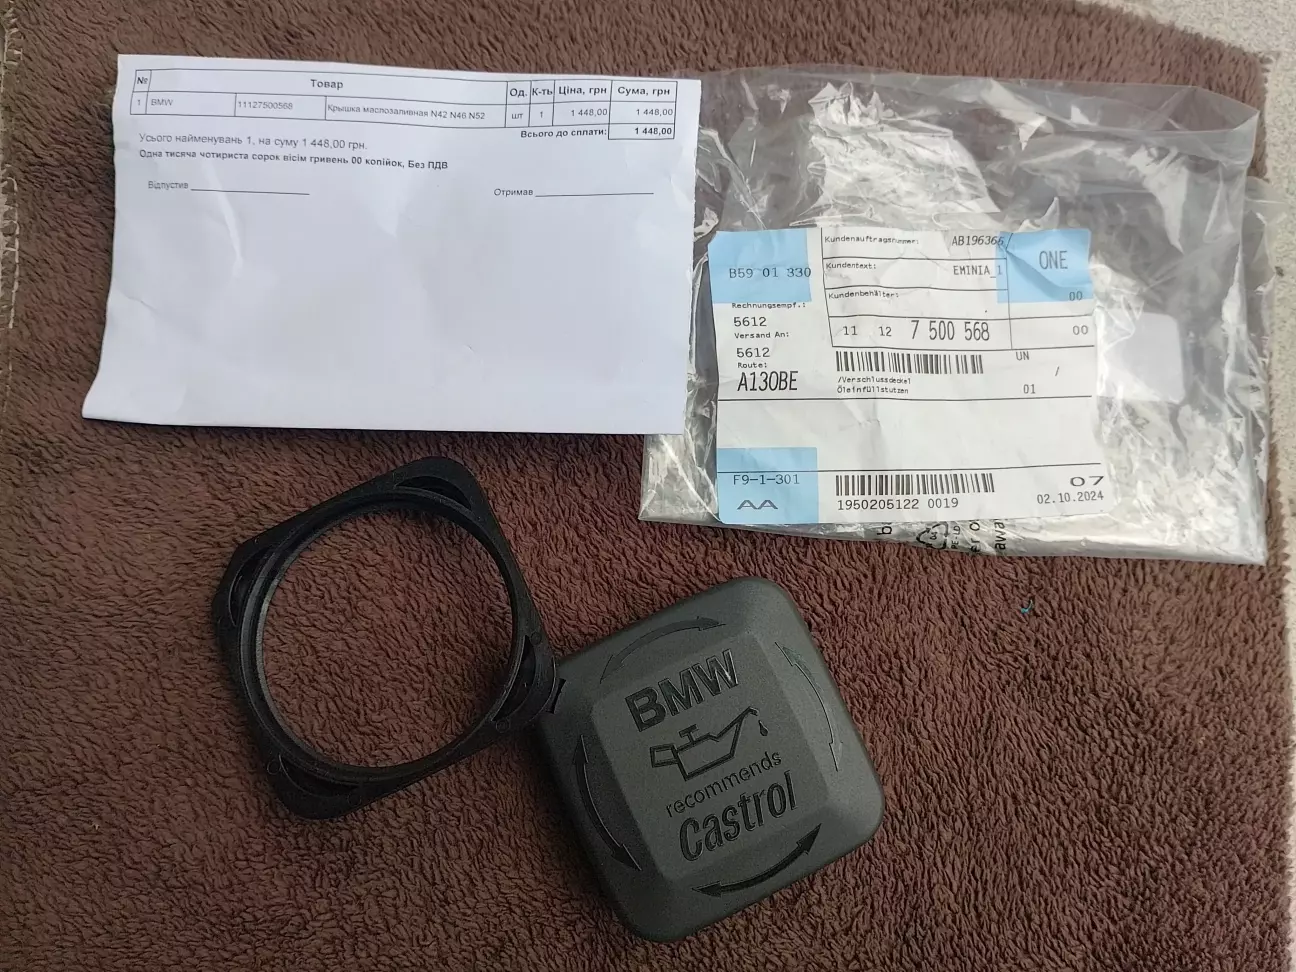 № Товар Од. К-ть Ціна, грн Сума, грн
1 BMW 11127500568 Крышка маслозаливная N42 N46 N52 шт 1 1 448,00 1 448,00
Всього до сплати: 1 448,00
Усього найменувань 1, на суму 1 448,00 грн.
Одна тисяча чотириста сорок вісім гривень 00 копійок, Без ПДВ
Відпустив
Отримав
Kundenauftragsnummer: AB196366/
B59 01 330
Kundentext: EMINIA_1
ONE
Kundenbehälter:
00
Rechnungsempf.:
5612
11 12 7 500 568
00
Versand An:
5612
Route:
A130BE
UN
/
/Verschlussdeckel
Öleinfüllstutzen
01
F9-1-301
AA
1950205122 0019
07
02.10.2024
BMW
recommends
Castrol